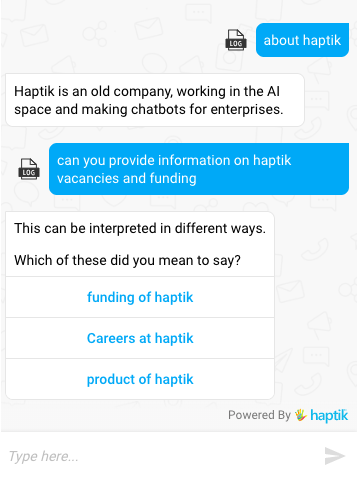 LOG
about haptik
Haptik is an old company, working in the AI
space and making chatbots for enterprises.
can you provide information on haptik
LOG
vacancies and funding
This can be interpreted in different ways.
Which of these did you mean to say?
funding of haptik
Careers at haptik
product of haptik
Powered By haptik
Type here...